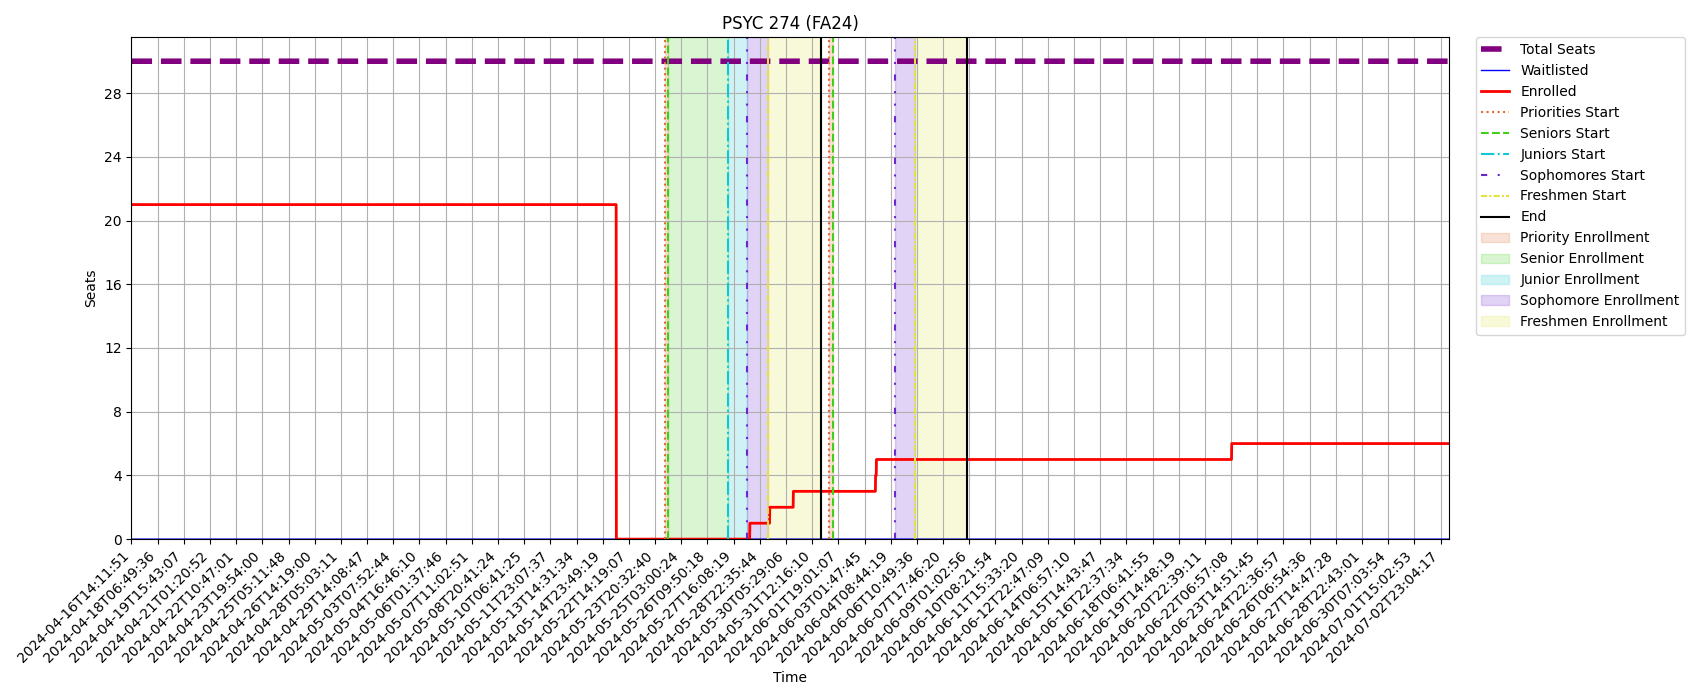 PSYC 274 (FA24)
Total Seats
Waitlisted
Enrolled
Priorities Start
Seniors Start
Juniors Start
Sophomores Start
Freshmen Start
End
Priority Enrollment
Senior Enrollment
Junior Enrollment
Sophomore Enrollment
Freshmen Enrollment
Seats
28
24
20
16
12
8
4
0
2024-04-16T14:11:51
2024-04-18T06:49:36
2024-04-19T15:43:07
2024-04-21T01:20:52
2024-04-22T10:47:01
2024-04-23T19:54:00
2024-04-25T05:11:48
2024-04-26T14:19:00
2024-04-28T05:03:11
2024-04-29T14:08:47
2024-05-03T07:52:44
2024-05-04T16:46:10
2024-05-06T01:37:46
2024-05-07T11:02:51
2024-05-08T20:41:24
2024-05-10T06:41:25
2024-05-11T23:07:37
2024-05-13T14:31:34
2024-05-14T23:49:19
2024-05-22T14:19:07
2024-05-23T20:32:40
2024-05-25T03:00:24
2024-05-26T09:50:18
2024-05-27T16:08:19
2024-05-28T22:35:44
2024-05-30T05:29:06
2024-05-31T12:16:10
2024-06-01T19:01:07
2024-06-03T01:47:45
2024-06-04T08:44:19
2024-06-06T10:49:36
2024-06-07T17:46:20
2024-06-09T01:02:56
2024-06-10T08:21:54
2024-06-11T15:33:20
2024-06-12T22:47:09
2024-06-14T06:57:10
2024-06-15T14:43:47
2024-06-16T22:37:34
2024-06-18T06:41:55
2024-06-19T14:48:19
2024-06-20T22:39:11
2024-06-22T06:57:08
2024-06-23T14:51:45
2024-06-24T22:36:57
2024-06-26T06:54:36
2024-06-27T14:47:28
2024-06-28T22:43:01
2024-06-30T07:03:54
2024-07-01T15:02:53
2024-07-02T23:04:17
Time